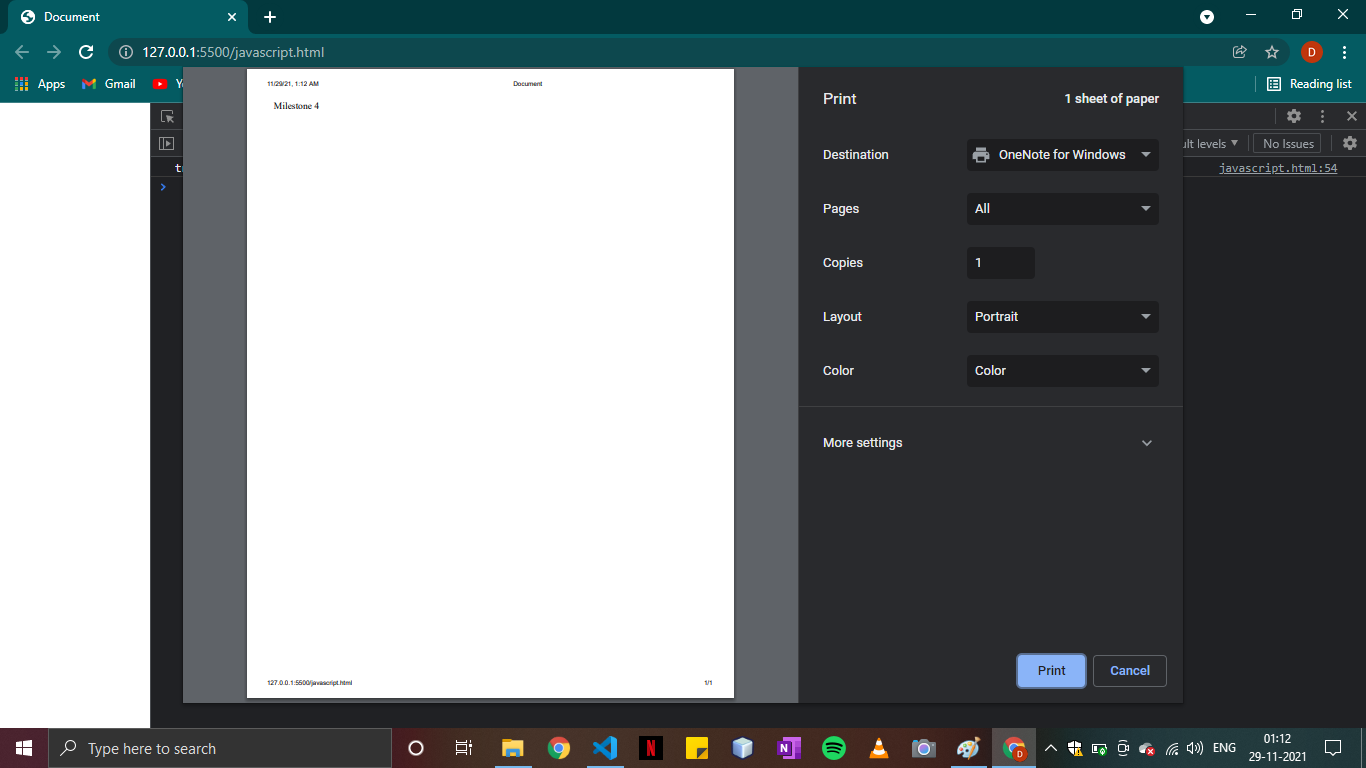 Document
127.0.0.1:5500/javascript.html
D
Apps
Gmail
Y
Reading list
11/29/21, 1:12 AM
Document
Milestone 4
127.0.0.1:5500/javascript.html
1/1
Print
1 sheet of paper
Destination
OneNote for Windows
Pages
All
Copies
1
Layout
Portrait
Color
Color
More settings
Print
Cancel
ult levels
No Issues
javascript.html:54
Type here to search
N
N
D
ENG
01:12
29-11-2021